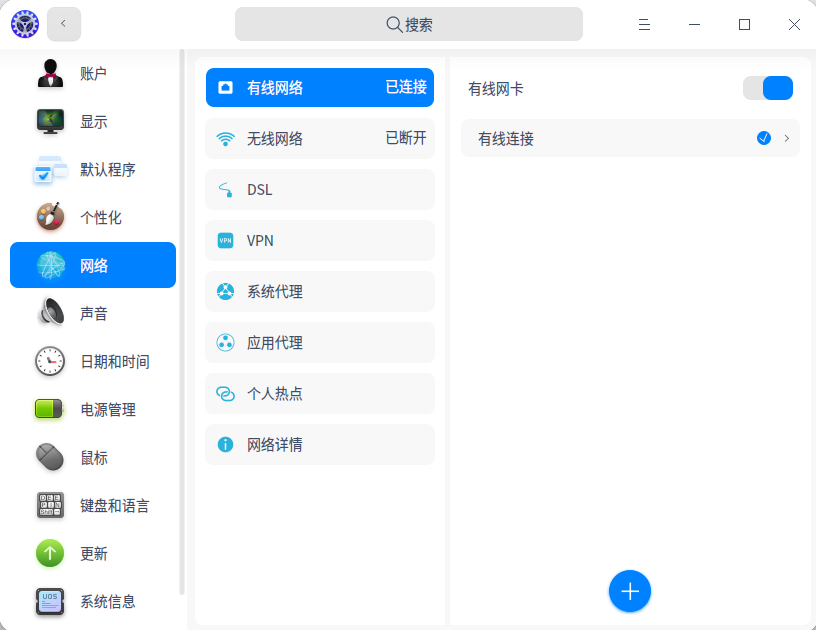 搜索
账户
显示
默认程序
个性化
网络
声音
日期和时间
电源管理
鼠标
键盘和语言
更新
UOS
系统信息
有线网络 已连接
无线网络 已断开
DSL
VPN
VPN
系统代理
应用代理
个人热点
网络详情
有线网卡
有线连接